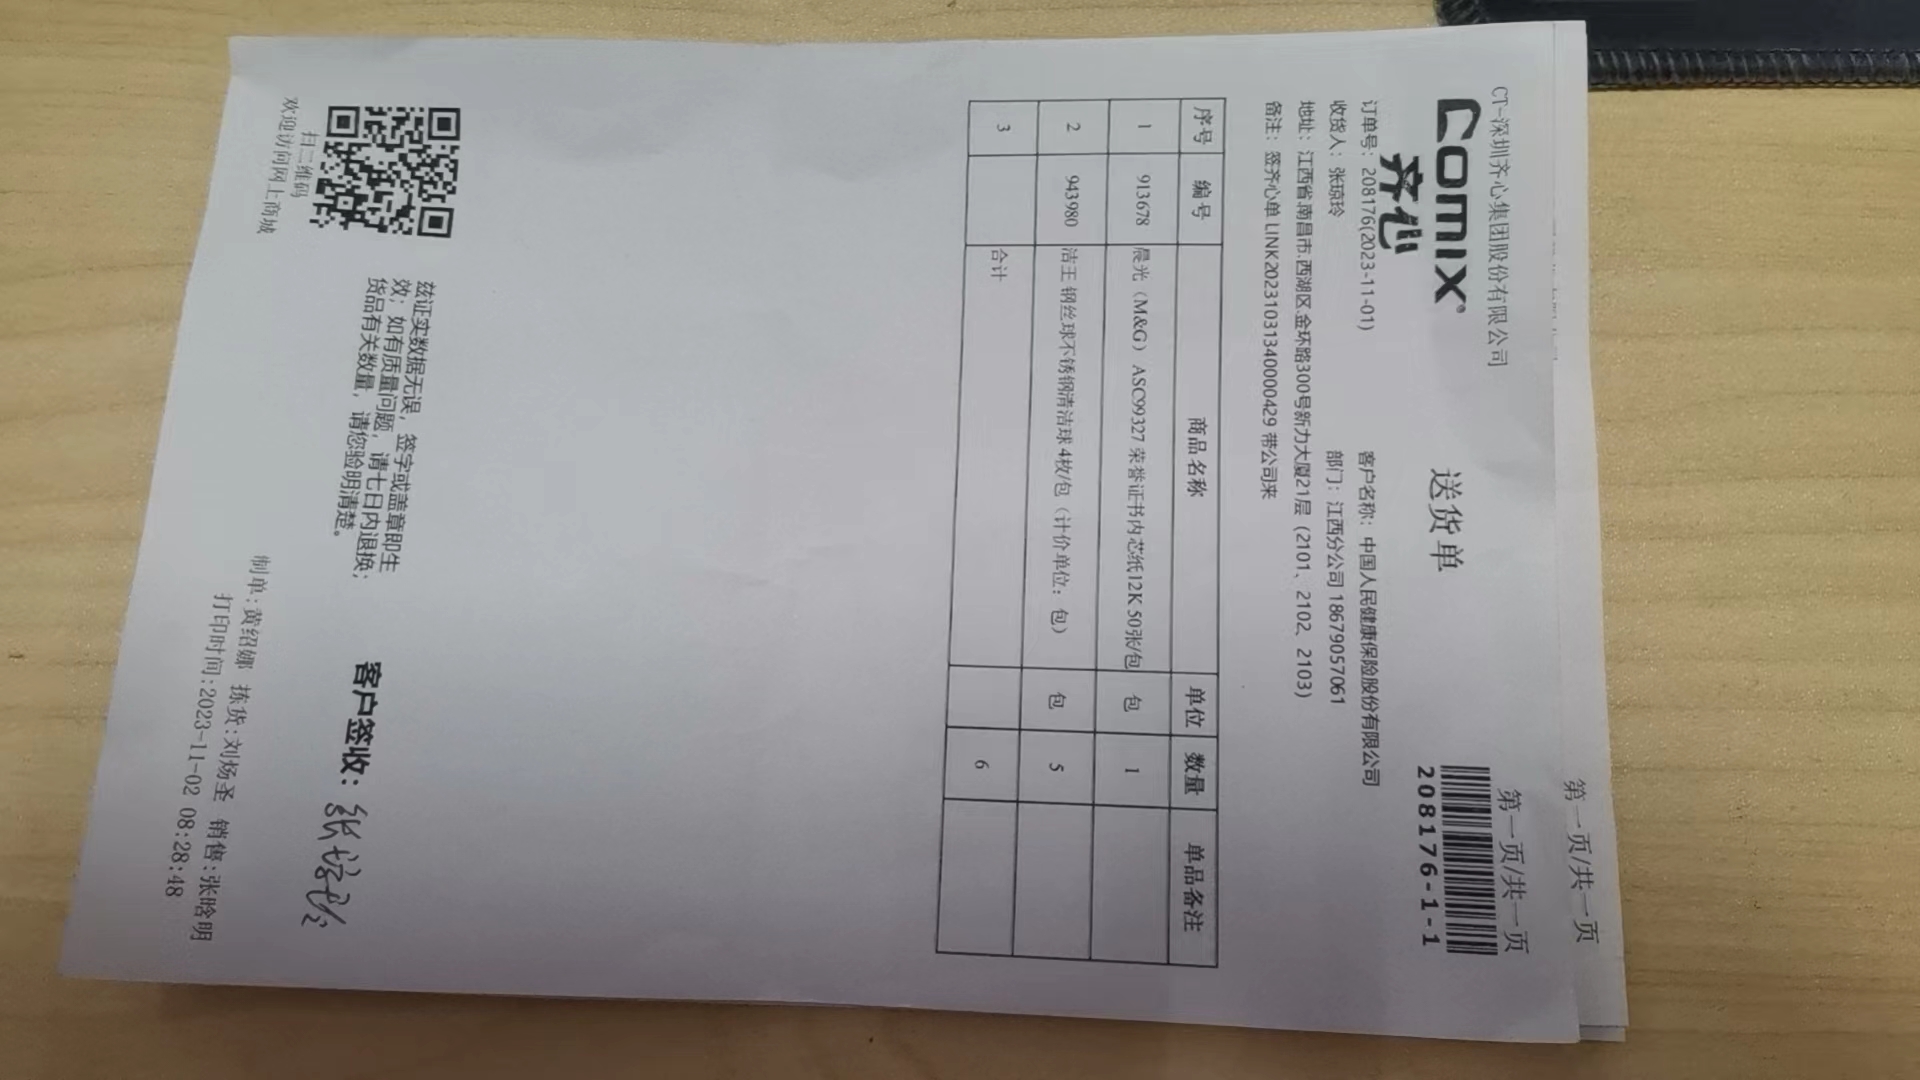 第一页/共一页
CT-深圳齐心集团股份有限公司
第一页/共一页
comix®
齐心
送货单
208176-1-1
订单号：208176(2023-11-01)
客户名称：中国人民健康保险股份有限公司
收货人：张琼玲
部门：江西分公司 18679057061
地址：江西省.南昌市.西湖区.金环路300号新力大厦21层 (2101、2102、2103)
备注：签齐心单 LINK2023103134000429 带公司来
序号 编号 商品名称 单位 数量 单品备注
1 913678 晨光（M&G）ASC99327 荣誉证书内芯纸12K 50张/包 包 1
2 943980 洁王 钢丝球不锈钢清洁球 4枚/包（计价单位：包） 包 5
3 合计 6
兹证实数据无误，签字或盖章即生
效；如有质量问题，请七日内退换；
货品有关数量，请您验明清楚。
客户签收：张琼玲
扫二维码
欢迎访问网上商城
制单:黄绍娜 拣货:刘炀圣 销售:张晗明
打印时间:2023-11-02 08:28:48